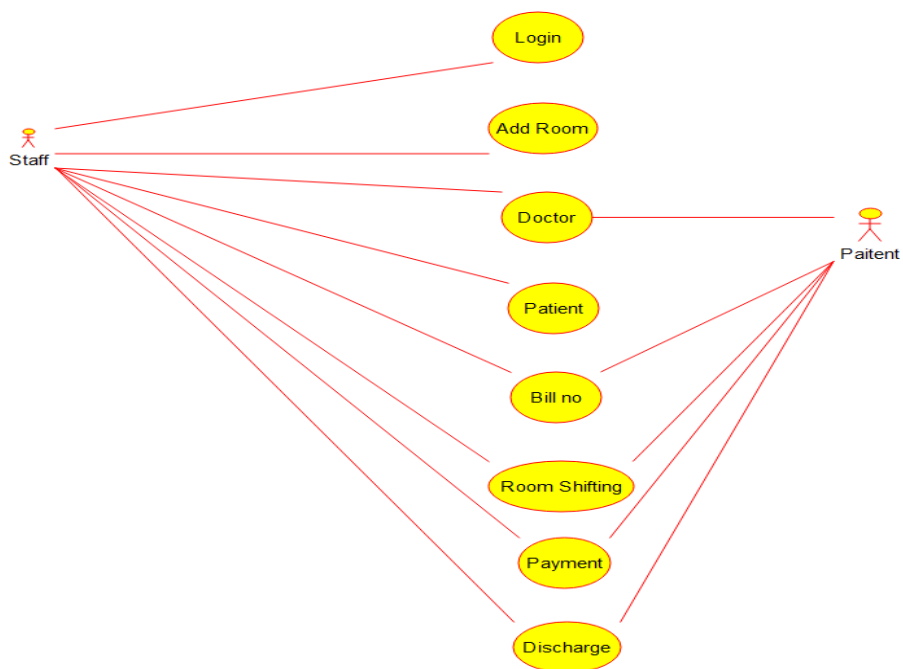 Login
Add Room
Staff
Doctor
Paitent
Patient
Bill no
Room Shifting
Payment
Discharge